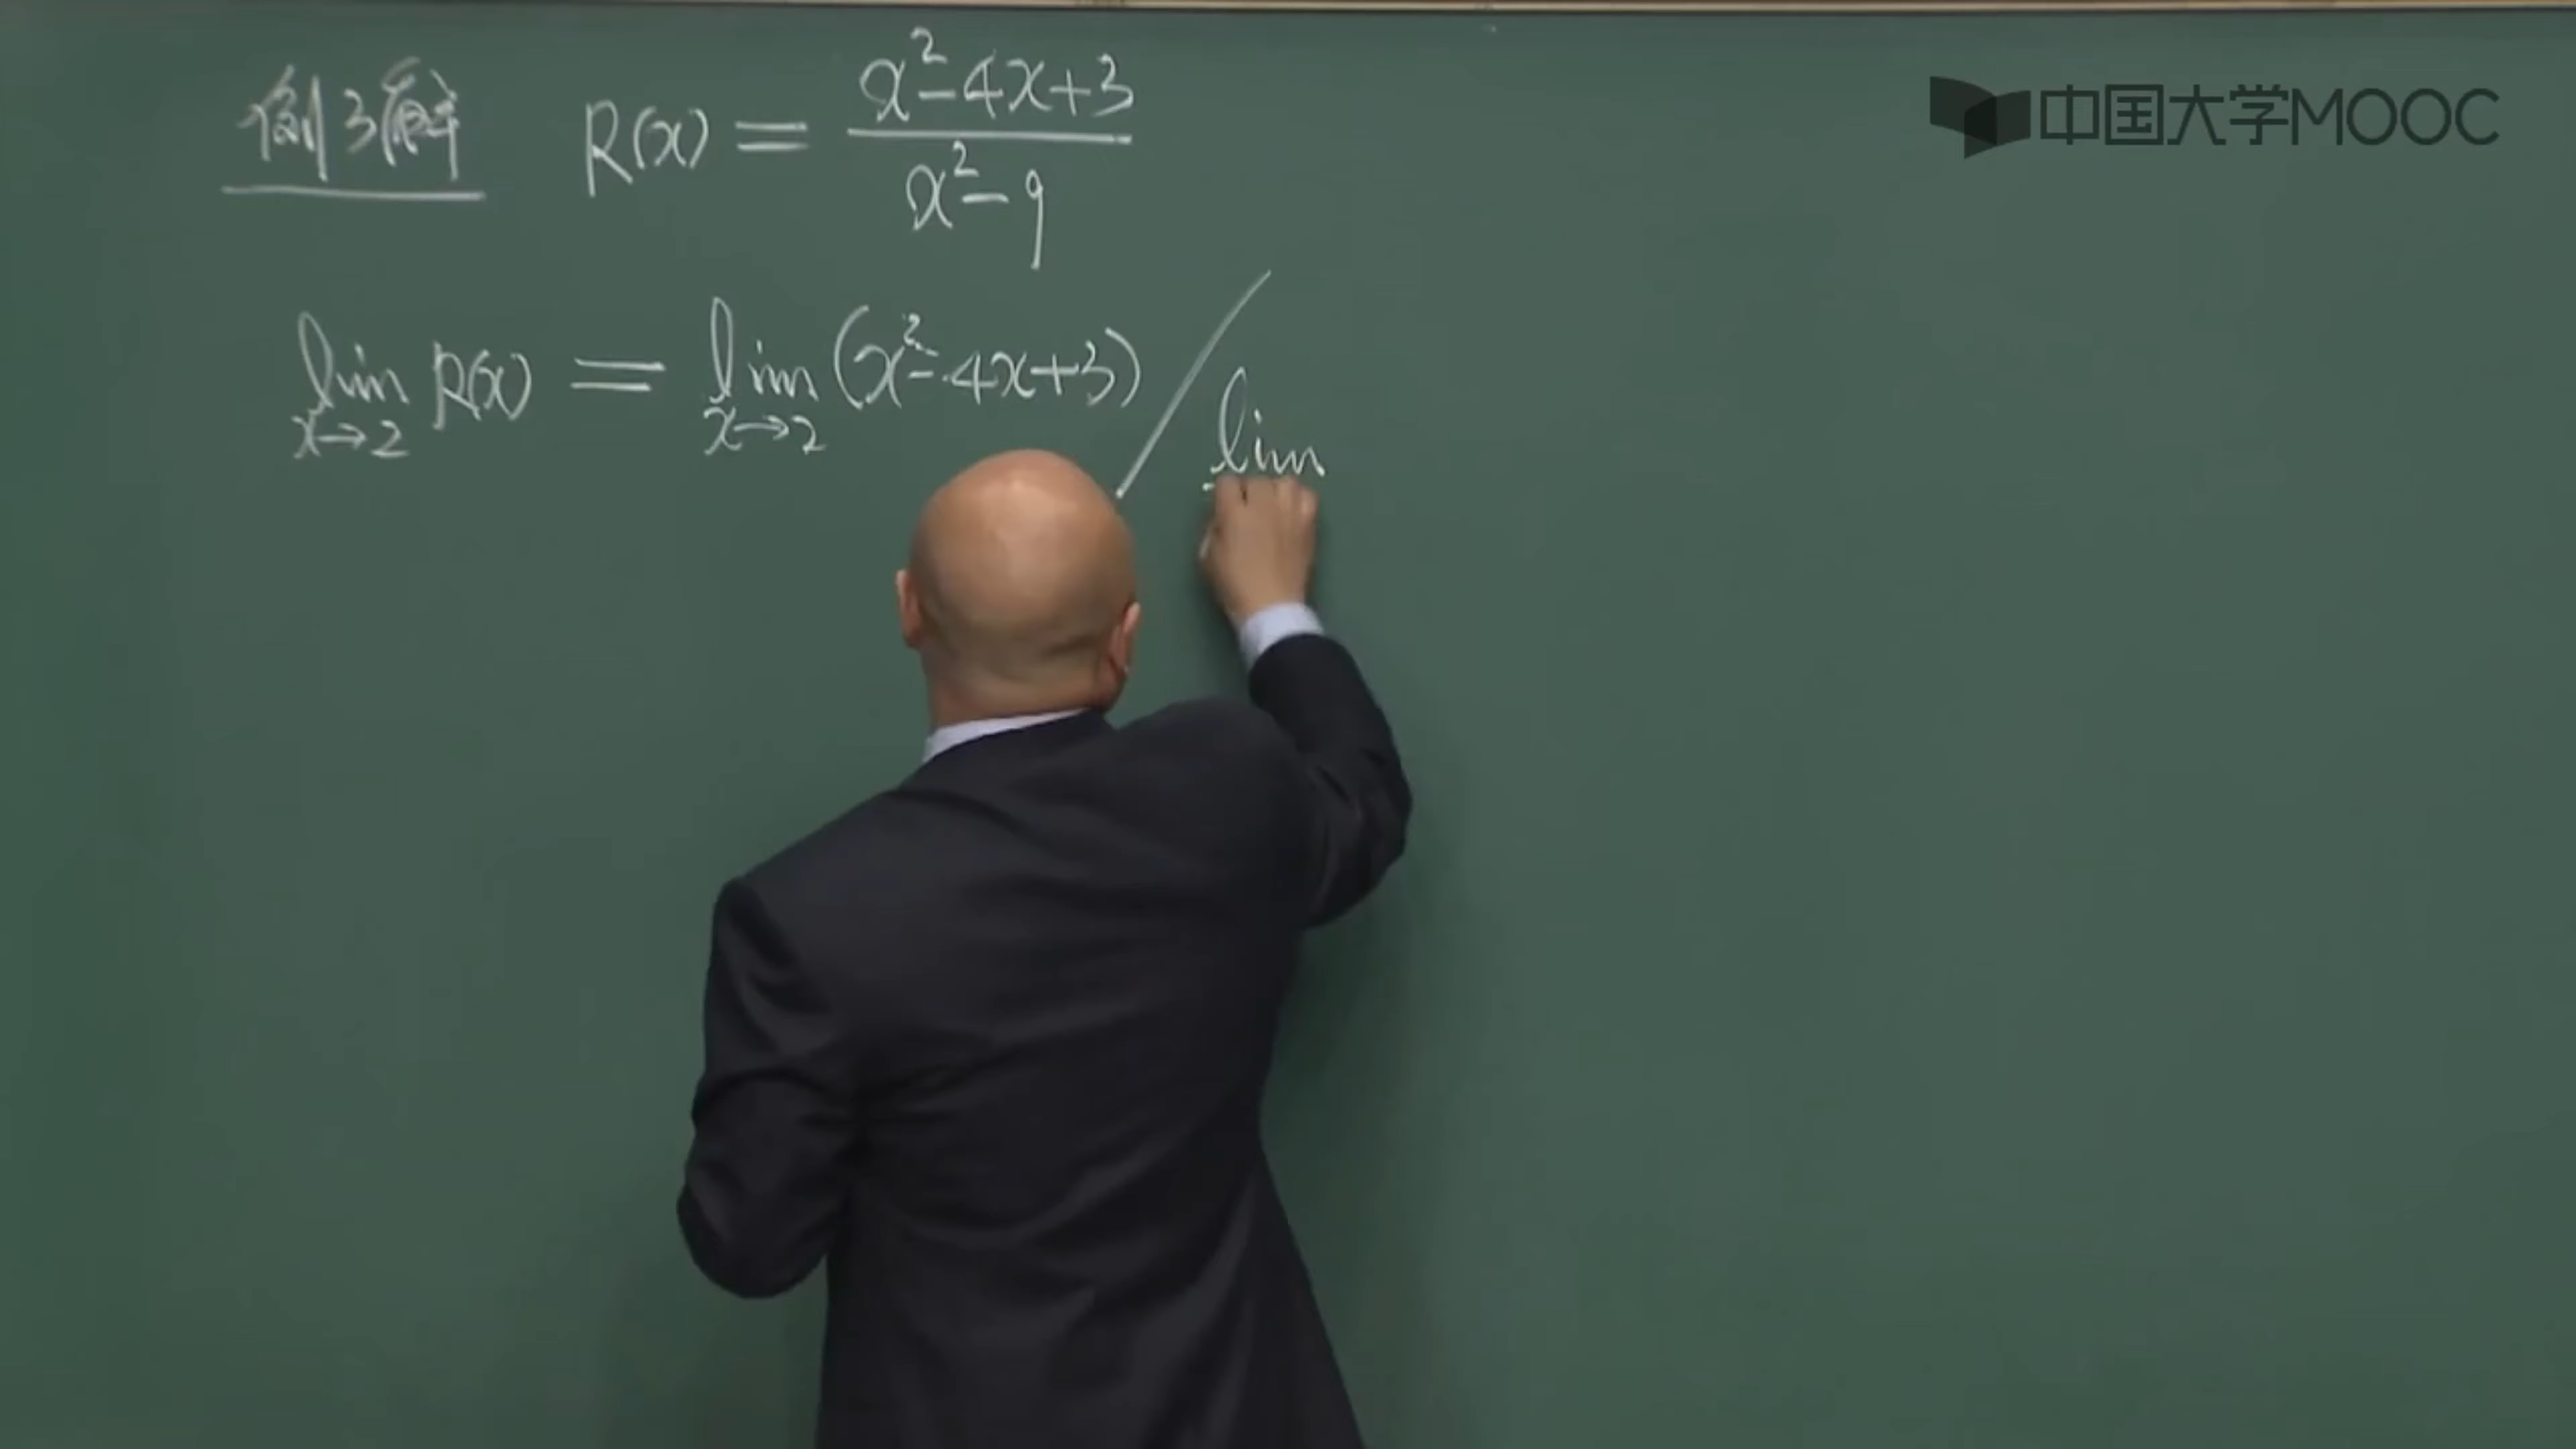 例3解 R(x) = (x²-4x+3)/(x²-9)
中国大学MOOC
lim x→2 R(x) = lim x→2 (x²-4x+3) / lim